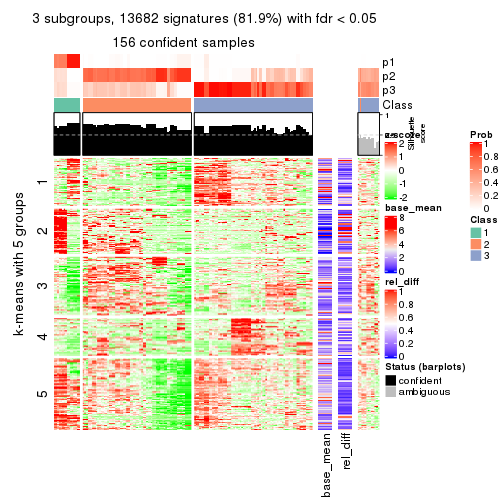 3 subgroups, 13682 signatures (81.9%) with fdr < 0.05
156 confident samples
p1
p2
p3
Class
1
Silhouette
score
z-score
2
1
0
-1
-2
base_mean
8
6
4
2
0
rel_diff
1
0.8
0.6
0.4
0.2
0
Status (barplots)
confident
ambiguous
Prob
1
0.8
0.6
0.4
0.2
0
Class
1
2
3
k-means with 5 groups
1
2
3
4
5
base_mean
rel_diff